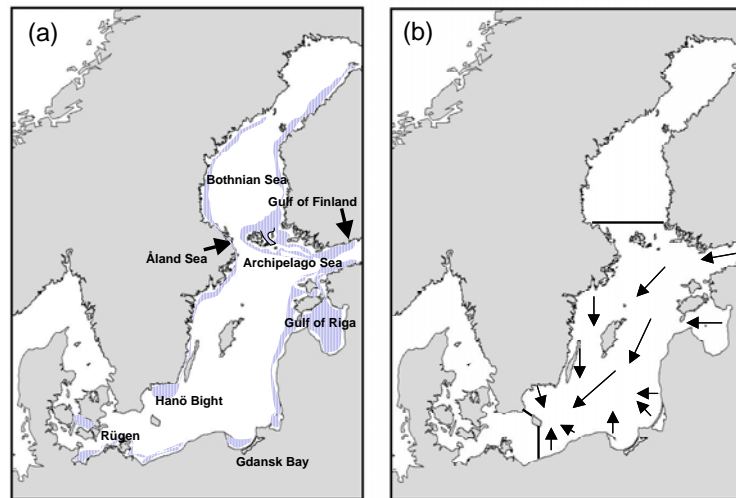 (a)
(b)
Bothnian Sea
Gulf of Finland
Åland Sea
Archipelago Sea
Gulf of Riga
Hanö Bight
Rügen
Gdansk Bay